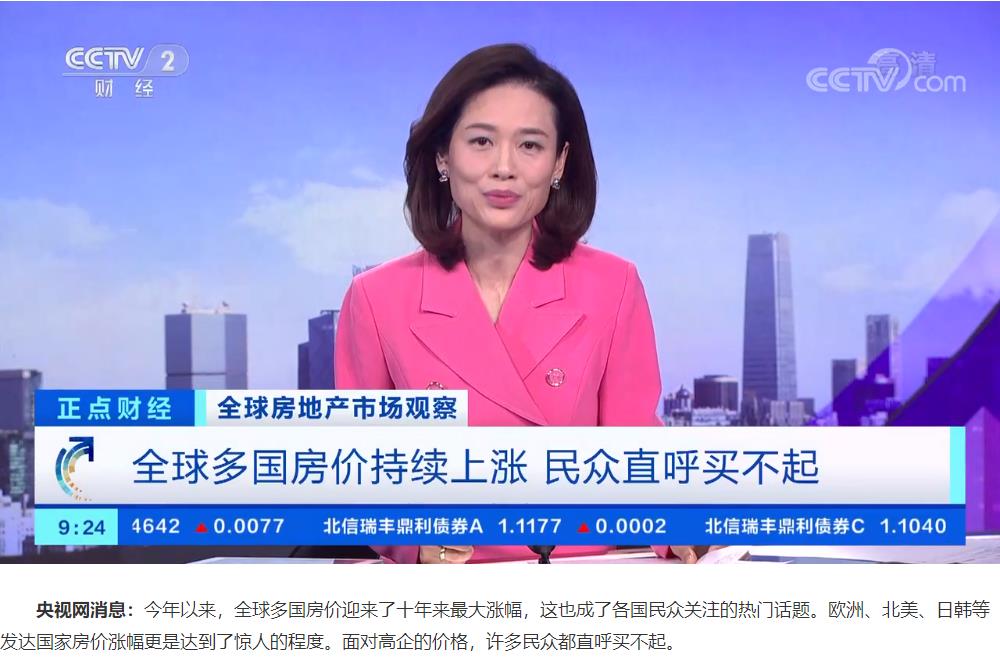 CCTV 2
财经
高清
CCTV com
正点财经 全球房地产市场观察
全球多国房价持续上涨 民众直呼买不起
9:24 4642 ▲0.0077 北信瑞丰鼎利债券A 1.1177 ▲0.0002 北信瑞丰鼎利债券C 1.1040
央视网消息：今年以来，全球多国房价迎来了十年来最大涨幅，这也成了各国民众关注的热门话题。欧洲、北美、日韩等
发达国家房价涨幅更是达到了惊人的程度。面对高企的价格，许多民众都直呼买不起。